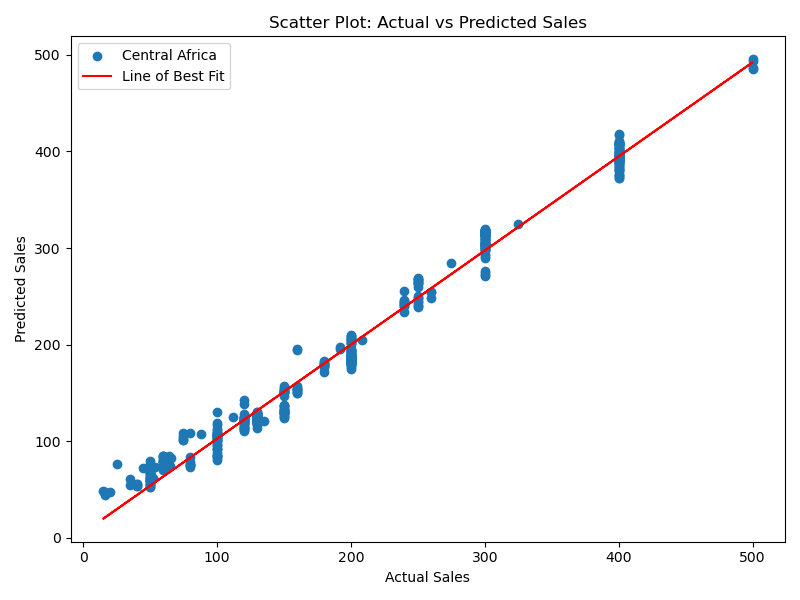 Scatter Plot: Actual vs Predicted Sales
Central Africa
Line of Best Fit
500
400
300
200
100
0
Predicted Sales
0 100 200 300 400 500
Actual Sales